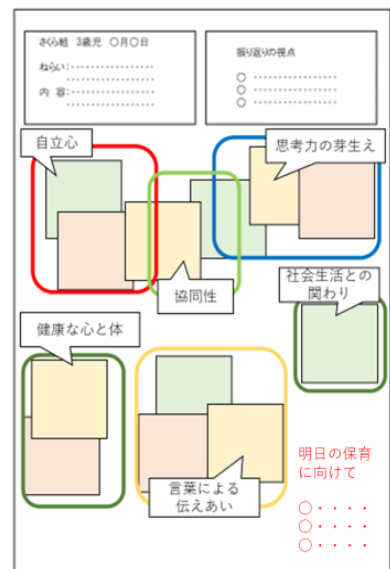 さくら組　3歳児　〇月〇日
ねらい：・・・・・・・・・・・・・・・
・・・・・・・・・・・・・・・
内　容：・・・・・・・・・・・・・・・
・・・・・・・・・・・・・・・
振り返りの視点
〇 ・・・・・・・・・・・・・・・
〇 ・・・・・・・・・・・・・・・
〇 ・・・・・・・・・・・・・・・
自立心
思考力の芽生え
協同性
社会生活との
関わり
健康な心と体
言葉による
伝えあい
明日の保育
に向けて
〇・・・・
〇・・・・
〇・・・・